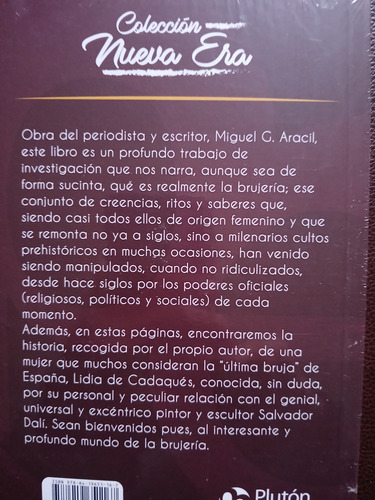 Colección
Nueva Era
Obra del periodista y escritor, Miguel G. Aracil,
este libro es un profundo trabajo de
investigación que nos narra, aunque sea de
forma sucinta, qué es realmente la brujería; ese
conjunto de creencias, ritos y saberes que,
siendo casi todos ellos de origen femenino y que
se remonta no ya a siglos, sino a milenarios cultos
prehistóricos en muchas ocasiones, han venido
siendo manipulados, cuando no ridiculizados,
desde hace siglos por los poderes oficiales
(religiosos, políticos y sociales) de cada
momento.
Además, en estas páginas, encontraremos la
historia, recogida por el propio autor, de una
mujer que muchos consideran la "última bruja" de
España, Lidia de Cadaqués, conocida, sin duda,
por su personal y peculiar relación con el genial,
universal y excéntrico pintor y escultor Salvador
Dalí. Sean bienvenidos pues, al interesante y
profundo mundo de la brujería.
Plutón